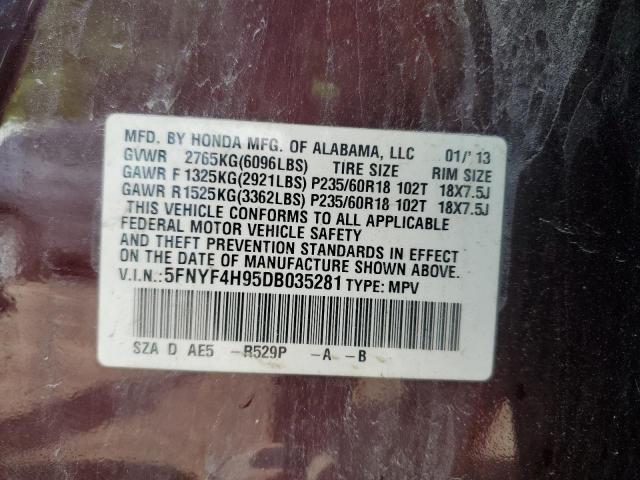 MFD. BY HONDA MFG. OF ALABAMA, LLC 01/'13
GVWR 2765KG(6096LBS) TIRE SIZE RIM SIZE
GAWR F 1325KG(2921LBS) P235/60R18 102T 18X7.5J
GAWR R1525KG(3362LBS) P235/60R18 102T 18X7.5J
THIS VEHICLE CONFORMS TO ALL APPLICABLE
FEDERAL MOTOR VEHICLE SAFETY
AND THEFT PREVENTION STANDARDS IN EFFECT
ON THE DATE OF MANUFACTURE SHOWN ABOVE.
V.I.N.:5FNYF4H95DB035281 TYPE: MPV
SZA D AE5 -R529P -A -B